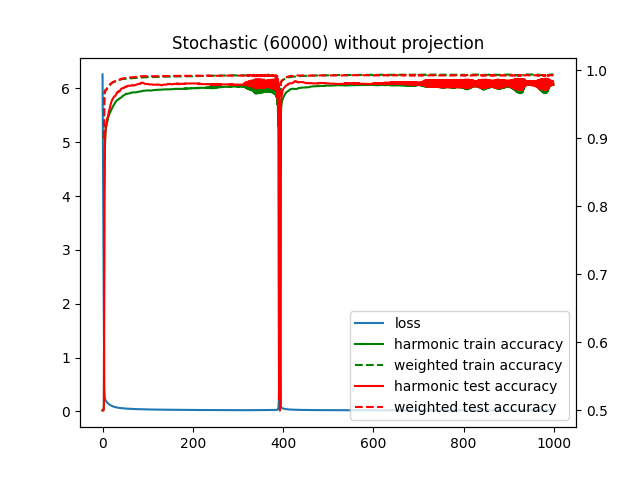 Stochastic (60000) without projection
6
5
4
3
2
1
0
1.0
0.9
0.8
0.7
0.6
0.5
loss
harmonic train accuracy
weighted train accuracy
harmonic test accuracy
weighted test accuracy
0 200 400 600 800 1000